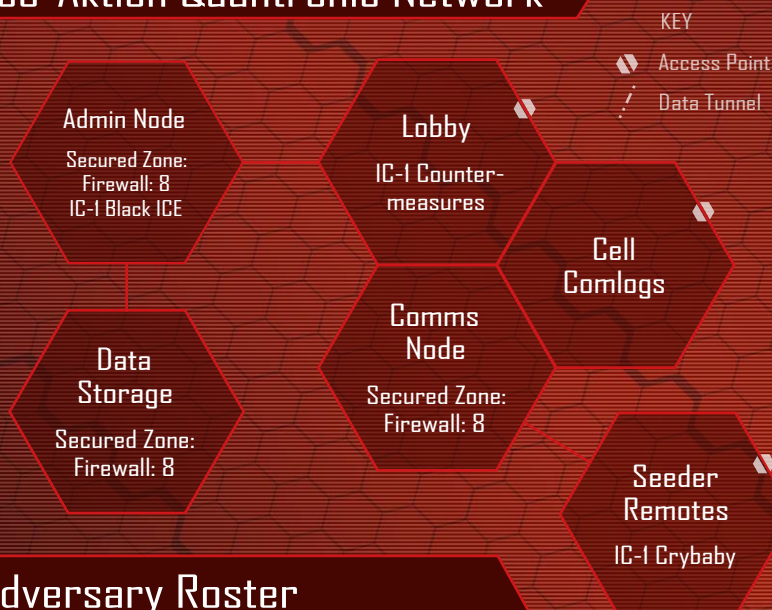 Quantronic Network
KEY
Access Point
Data Tunnel
Admin Node
Secured Zone:
Firewall: 8
IC-1 Black ICE
Lobby
IC-1 Counter-
measures
Cell
Comlogs
Comms
Node
Secured Zone:
Firewall: 8
Data
Storage
Secured Zone:
Firewall: 8
Seeder
Remotes
IC-1 Crybaby
dversary Roster